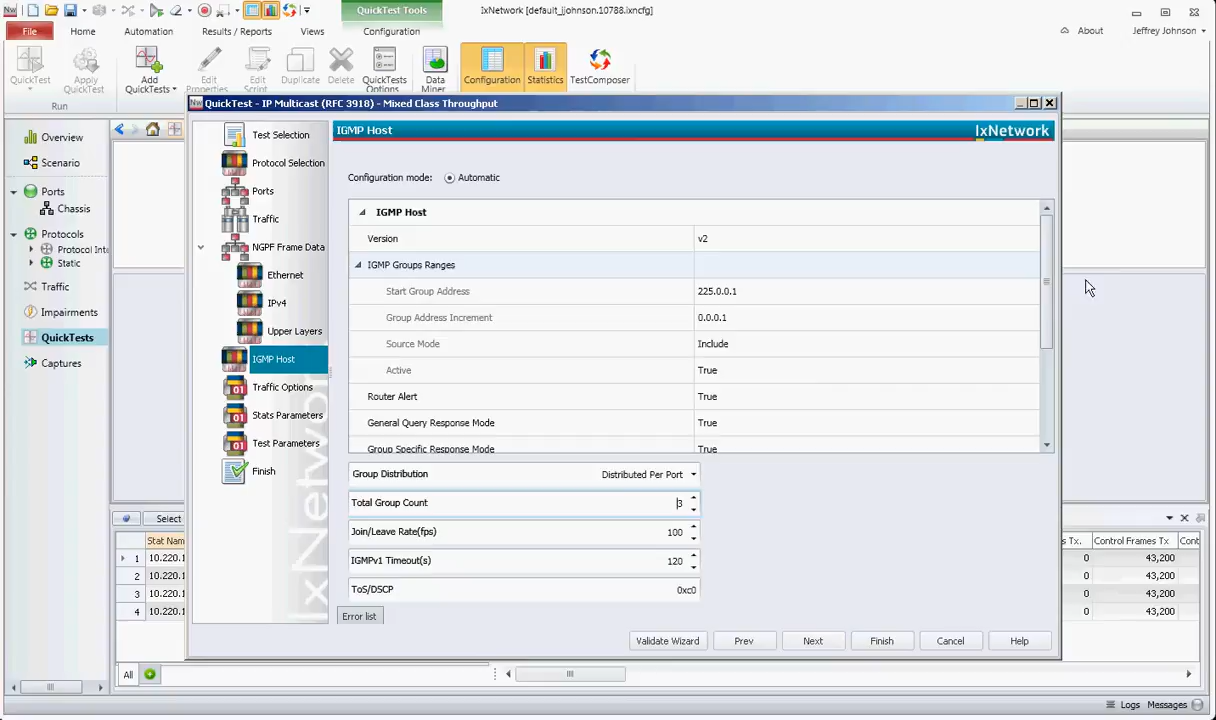 QuickTest Tools
IxNetwork [default_jjohnson.10788.ixncfg]
File
Home
Automation
Results / Reports
Views
Configuration
About
Jeffrey Johnson
QuickTest
Apply QuickTest
Add QuickTests
Edit Properties
Edit Script
Duplicate
Delete
QuickTests Options
Data Miner
Configuration
Statistics
TestComposer
Run
QuickTest - IP Multicast (RFC 3918) - Mixed Class Throughput
Overview
Scenario
Ports
Chassis
Protocols
Protocol Inte
Static
Traffic
Impairments
QuickTests
Captures
Test Selection
Protocol Selection
Ports
Traffic
NGPF Frame Data
Ethernet
IPv4
Upper Layers
IGMP Host
Traffic Options
Stats Parameters
Test Parameters
Finish
IxNetwork
IGMP Host
IxNetwork
Configuration mode: Automatic
IGMP Host
Version v2
IGMP Groups Ranges
Start Group Address 225.0.0.1
Group Address Increment 0.0.0.1
Source Mode Include
Active True
Router Alert True
General Query Response Mode True
Group Specific Response Mode True
Group Distribution Distributed Per Port
Total Group Count 3
Join/Leave Rate(fps) 100
IGMPv1 Timeout(s) 120
ToS/DSCP 0xc0
Error list
Validate Wizard Prev Next Finish Cancel Help
Select
Stat Nam
s Tx. Control Frames Tx Cont
1 10.220.1 0 43,200
2 10.220.1 0 43,200
3 10.220.1 0 43,200
4 10.220.1 0 43,200
All
Logs Messages